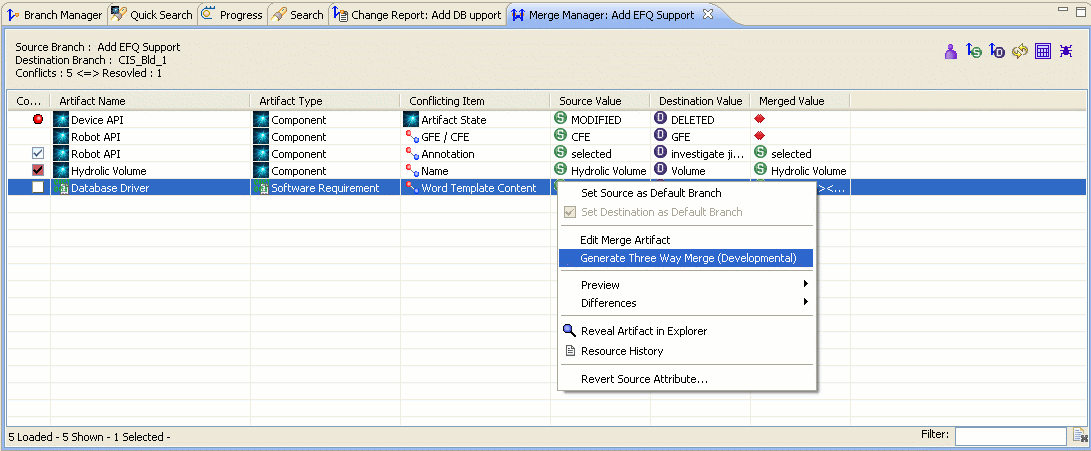 Branch Manager Quick Search Progress Search Change Report: Add DB upport Merge Manager: Add EFQ Support
Source Branch : Add EFQ Support
Destination Branch : CIS_Bld_1
Conflicts : 5 <=> Resovled : 1
Co... Artifact Name Artifact Type Conflicting Item Source Value Destination Value Merged Value
Device API Component Artifact State S MODIFIED D DELETED
Robot API Component GFE / CFE S CFE D GFE
Robot API Component Annotation S selected D investigate ji... S selected
Hydrolic Volume Component Name S Hydrolic Volume D Volume S Hydrolic Volume
Database Driver Software Requirement Word Template Content ><...
Set Source as Default Branch
Set Destination as Default Branch
Edit Merge Artifact
Generate Three Way Merge (Developmental)
Preview
Differences
Reveal Artifact in Explorer
Resource History
Revert Source Attribute...
5 Loaded - 5 Shown - 1 Selected - Filter: